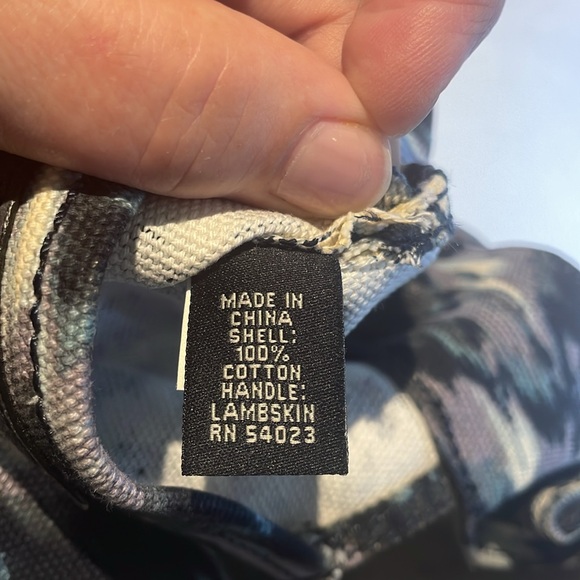 MADE IN
CHINA
SHELL:
100%
COTTON
HANDLE:
LAMBSKIN
RN 54023